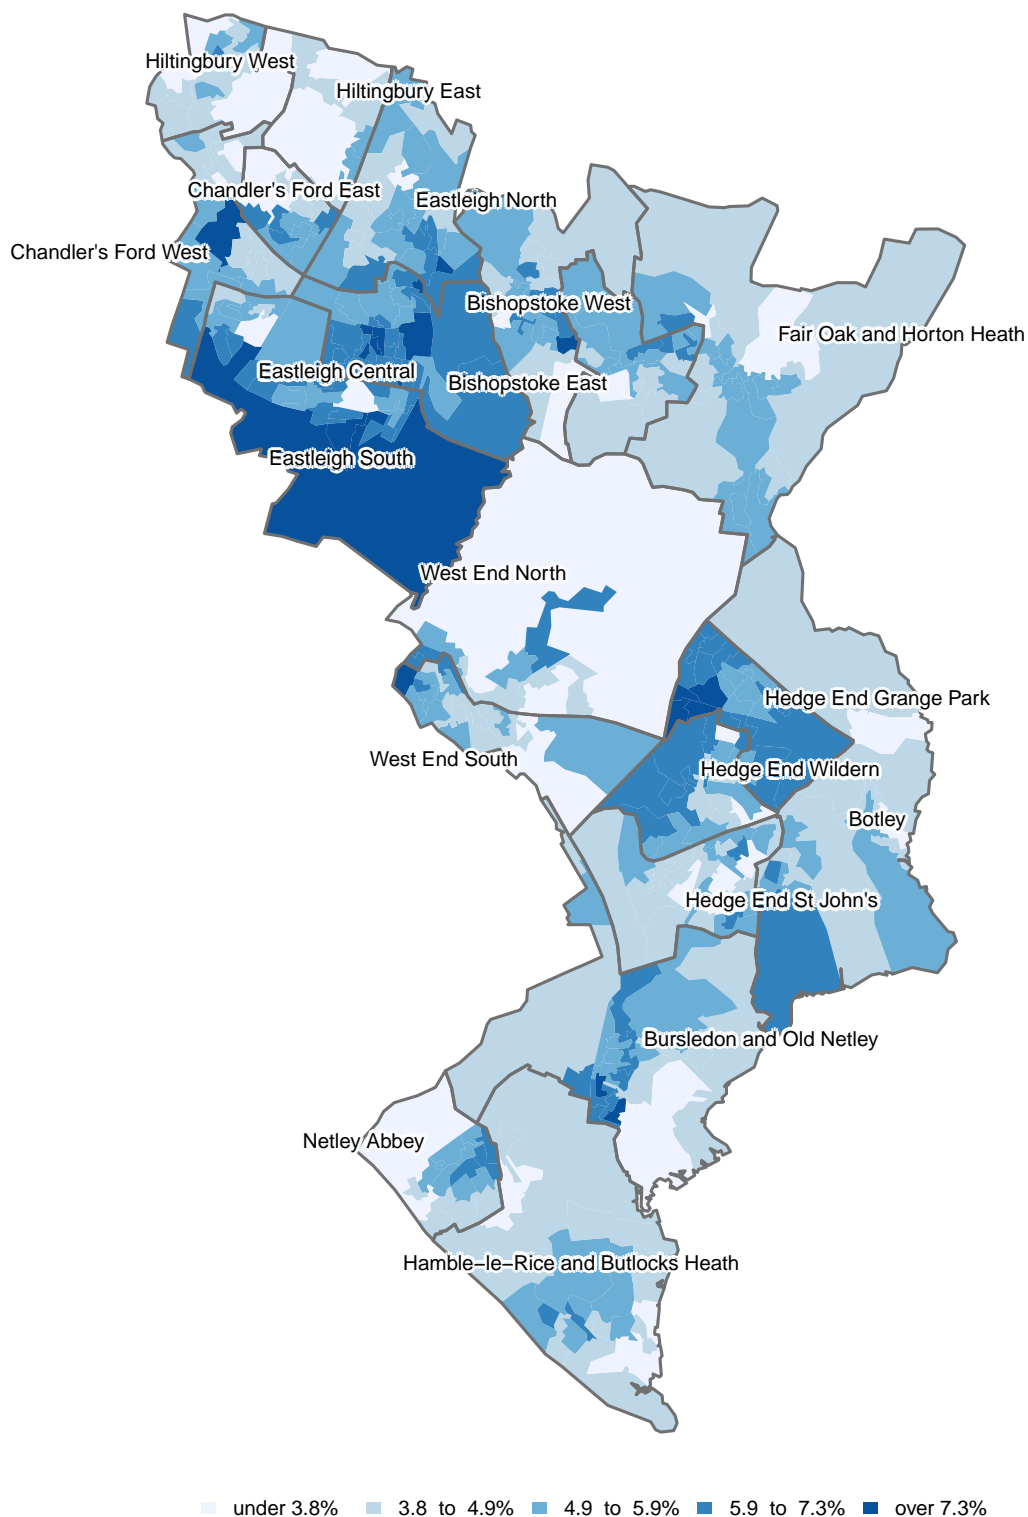 Hiltingbury West
Hiltingbury East
Chandler's Ford East
Eastleigh North
Chandler's Ford West
Bishopstoke West
Fair Oak and Horton Heath
Eastleigh Central
Bishopstoke East
Eastleigh South
West End North
Hedge End Grange Park
West End South
Hedge End Wildern
Botley
Hedge End St John's
Bursledon and Old Netley
Netley Abbey
Hamble−le−Rice and Butlocks Heath
under 3.8% 3.8 to 4.9% 4.9 to 5.9% 5.9 to 7.3% over 7.3%